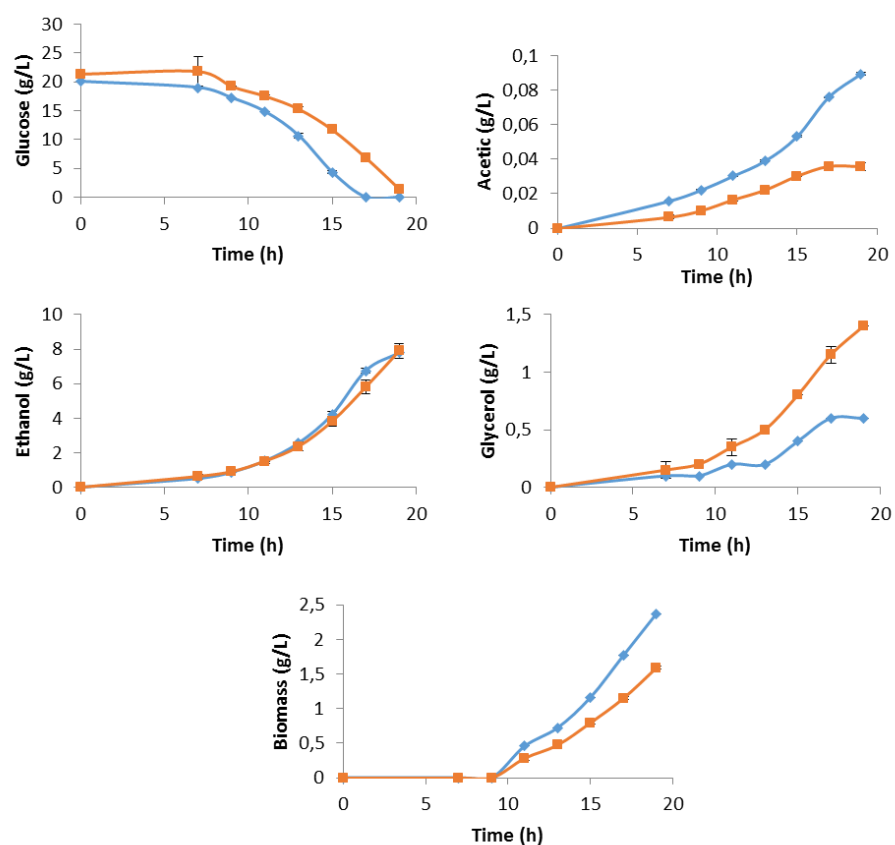 Glucose (g/L)
30
25
20
15
10
5
0
0 5 10 15 20
Time (h)
Acetic (g/L)
0,1
0,08
0,06
0,04
0,02
0
0 5 10 15 20
Time (h)
Ethanol (g/L)
10
8
6
4
2
0
0 5 10 15 20
Time (h)
Glycerol (g/L)
1,5
1
0,5
0
0 5 10 15 20
Time (h)
Biomass (g/L)
2,5
2
1,5
1
0,5
0
0 5 10 15 20
Time (h)